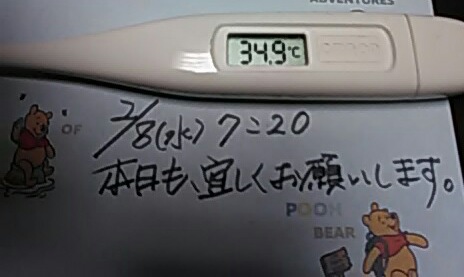 ADVENTURES
34.9℃
OF
2/8(水) 7:20
本日も、宜しくお願いします。
POOH
BEAR